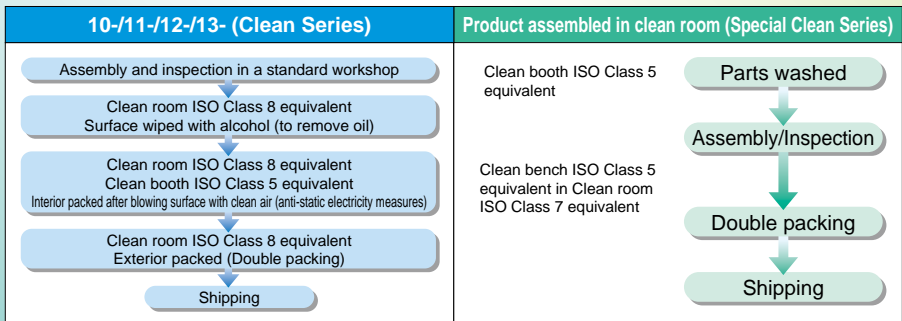 10-/11-/12-/13- (Clean Series)
Assembly and inspection in a standard workshop
Clean room ISO Class 8 equivalent
Surface wiped with alcohol (to remove oil)
Clean room ISO Class 8 equivalent
Clean booth ISO Class 5 equivalent
Interior packed after blowing surface with clean air (anti-static electricity measures)
Clean room ISO Class 8 equivalent
Exterior packed (Double packing)
Shipping
Product assembled in clean room (Special Clean Series)
Clean booth ISO Class 5
equivalent
Parts washed
Assembly/Inspection
Clean bench ISO Class 5
equivalent in Clean room
ISO Class 7 equivalent
Double packing
Shipping